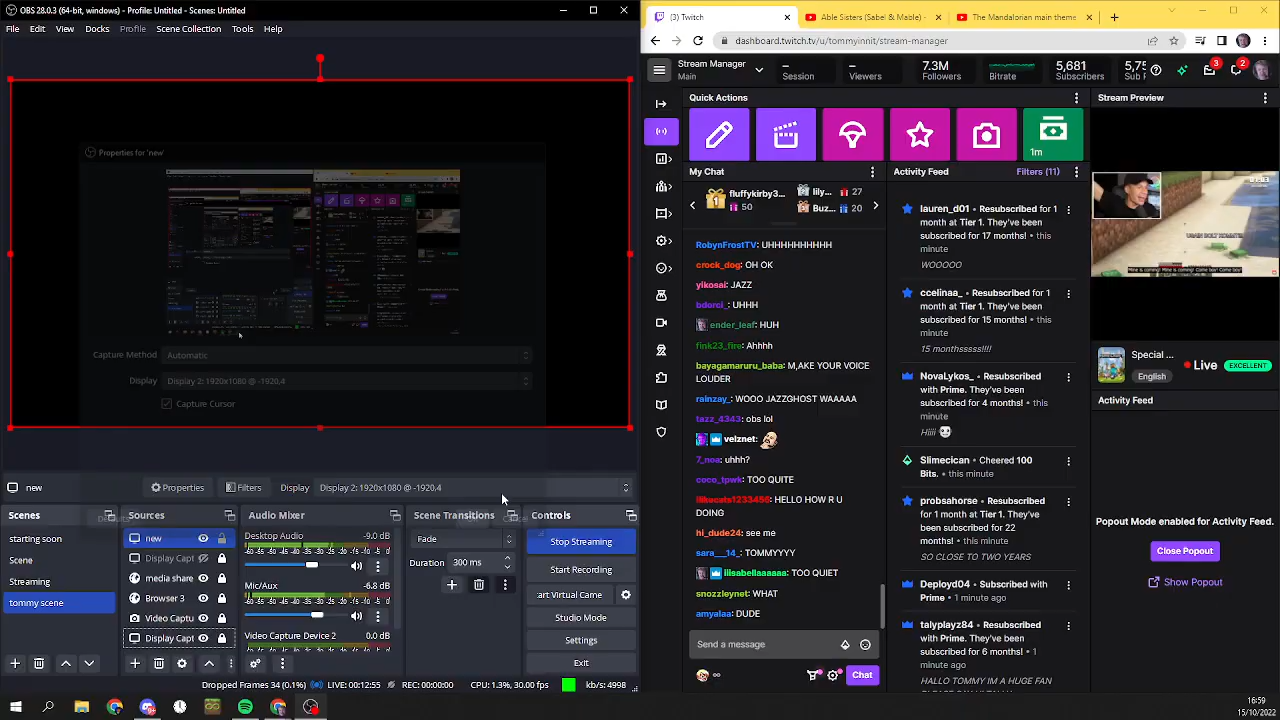 OBS 28.0.3 (64-bit, windows) - Profile: Untitled - Scenes: Untitled
File Edit View Docks Profile Scene Collection Tools Help
Properties for 'new'
Capture Method Automatic
Display Display 2: 1920x1080 @ -1920,4
Capture Cursor
new Properties Filters Display Display 2: 1920x1080 @ -1920,4
Sources
Audio Mixer
Scene Transitions
Controls
starting soon
ending
Simmer
tommy scene
new
Display Capt
media share
Browser 3
Video Captu
Display Capt
Desktop Audio -9.0 dB
Mic/Aux -6.8 dB
Video Capture Device 2
Fade
Duration 300 ms
Stop Streaming
Start Recording
art Virtual Came
Studio Mode
Settings
Exit
Dropped Frames 34 (0.1%) LIVE: 00:12:55 REC: 00:00:00 CPU: 1.3%, 30.00 fps kb/s: 5998
(3) Twitch
Able Sisters (Sabel & Mable) -
The Mandalorian main theme
dashboard.twitch.tv/u/tommyinnit/stream-manager
Stream Manager
Main
– Session
– Viewers
7.3M Followers
Bitrate
5,681 Subscribers
5,75
Sub P
3
2
Quick Actions
1m
Stream Preview
My Chat
50
27
Buz
20
RobynFrostTV: UHHHHHHHHHH
crock_dog: OH OK
yikosai: JAZZ
UHHH
ender_leaf: HUH
Ahhhh
bayagamaruru_baba: M,AKE YOUR VOICE
LOUDER
rainzay_: WOOO JAZZGHOST WAAAAA
tazz_4343: obs lol
velznet:
7_noa: uhhh?
coco_tpwk: TOO QUITE
HELLO HOW R U
DOING
hi_dude24: see me
sara___14_: TOMMYYYY
TOO QUIET
snozzleynet: WHAT
amyalaa: DUDE
Send a message
Chat
Activity Feed
Filters (11)
lauren_d01 • Resubscribed for 1
month at Tier 1. They've been
subscribed for 17 months! • this
minute
WOOOOO
ccelinaa_ • Resubscribed for 1
month at Tier 1. They've been
subscribed for 15 months! • this
minute
15 monthsssss!!!!
NovaLykos_ • Resubscribed
with Prime. They've been
subscribed for 4 months! • this
minute
Hiiii
Slimecican • Cheered 100
Bits. • this minute
probsahorse • Resubscribed
for 1 month at Tier 1. They've
been subscribed for 22
months! • this minute
SO CLOSE TO TWO YEARS
Deployd04 • Subscribed with
Prime • 1 minute ago
talyplayz84 • Resubscribed
with Prime. They've been
subscribed for 6 months! • 1
minute ago
HALLO TOMMY IM A HUGE FAN
Special ...
English
Live
EXCELLENT
Activity Feed
Popout Mode enabled for Activity Feed.
Close Popout
Show Popout
16:59
15/10/2022